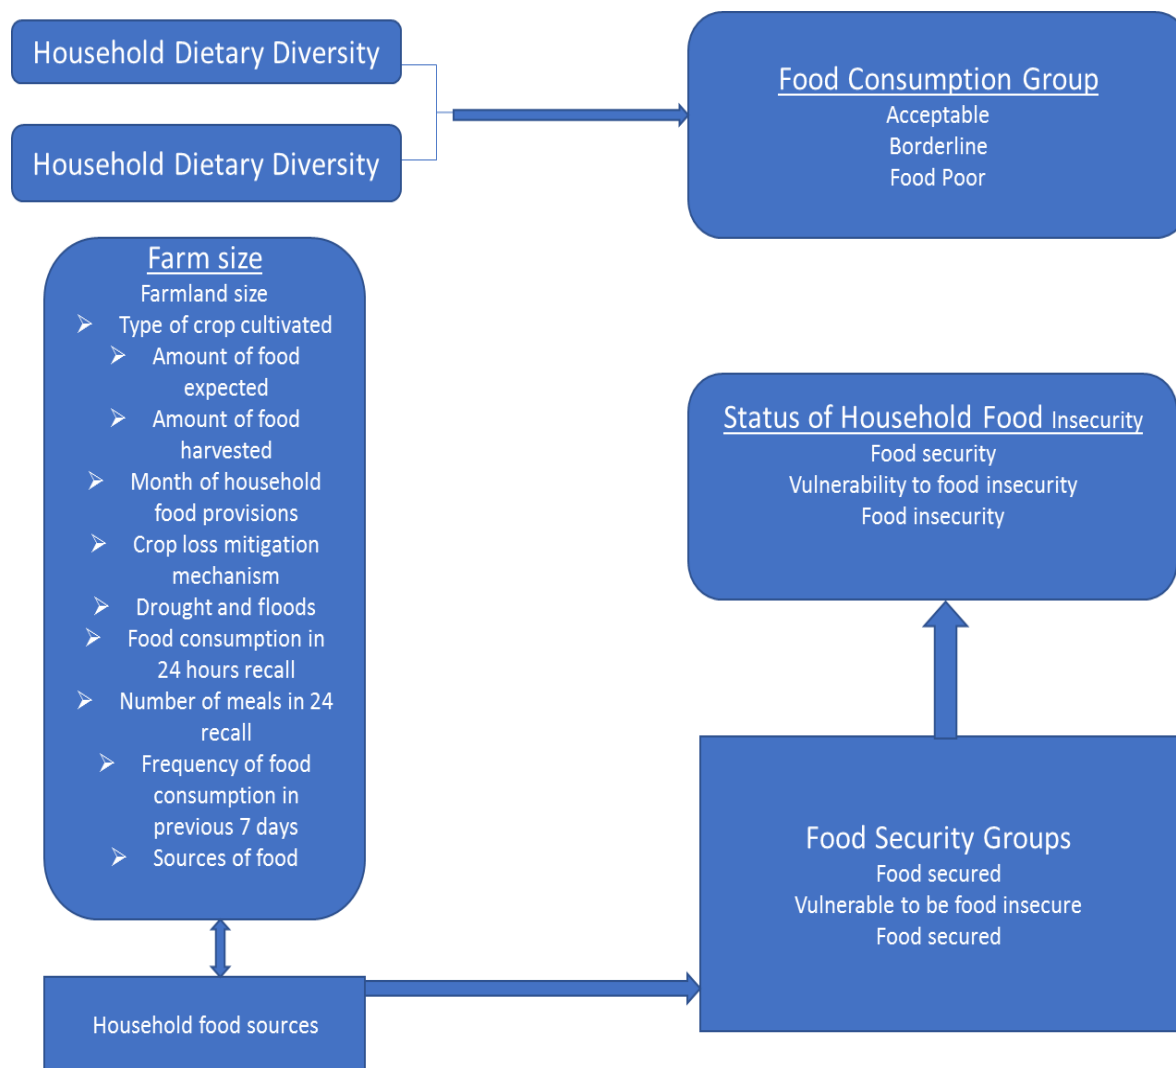 Household Dietary Diversity
Household Dietary Diversity
Food Consumption Group
Acceptable
Borderline
Food Poor
Farm size
Farmland size
➢ Type of crop cultivated
➢ Amount of food
expected
➢ Amount of food
harvested
➢ Month of household
food provisions
➢ Crop loss mitigation
mechanism
➢ Drought and floods
➢ Food consumption in
24 hours recall
➢ Number of meals in 24
recall
➢ Frequency of food
consumption in
previous 7 days
➢ Sources of food
Household food sources
Status of Household Food Insecurity
Food security
Vulnerability to food insecurity
Food insecurity
Food Security Groups
Food secured
Vulnerable to be food insecure
Food secured